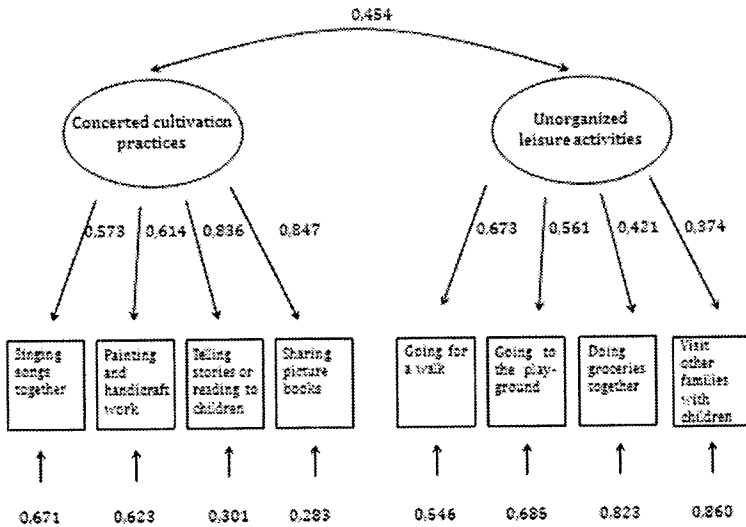 0,454
Concerted cultivation
practices
Unorganized
leisure activities
0,573
0,614
0,836
0,847
0,673
0,561
0,421
0,374
Singing
songs
together
Painting
and
handicraft
work
Telling
stories or
reading to
children
Sharing
picture
books
Going for
a walk
Going to
the play-
ground
Doing
groceries
together
Visit
other
families
with
children
0,671
0,623
0,301
0,283
0,546
0,685
0,823
0,860